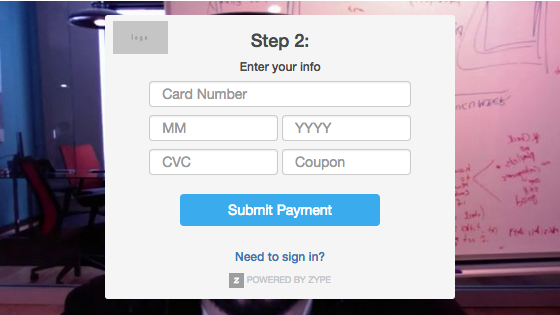 logo
Step 2:
Enter your info
Card Number
MM YYYY
CVC Coupon
Submit Payment
Need to sign in?
Z POWERED BY ZYPE